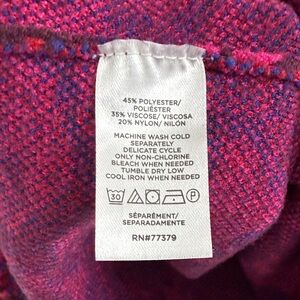 45% POLYESTER/
POLIÉSTER
35% VISCOSE/ VISCOSA
20% NYLON/ NILÓN
MACHINE WASH COLD
SEPARATELY
DELICATE CYCLE
ONLY NON-CHLORINE
BLEACH WHEN NEEDED
TUMBLE DRY LOW
COOL IRON WHEN NEEDED
30 P
SÉPARÉMENT/
SEPARADAMENTE
RN#77379